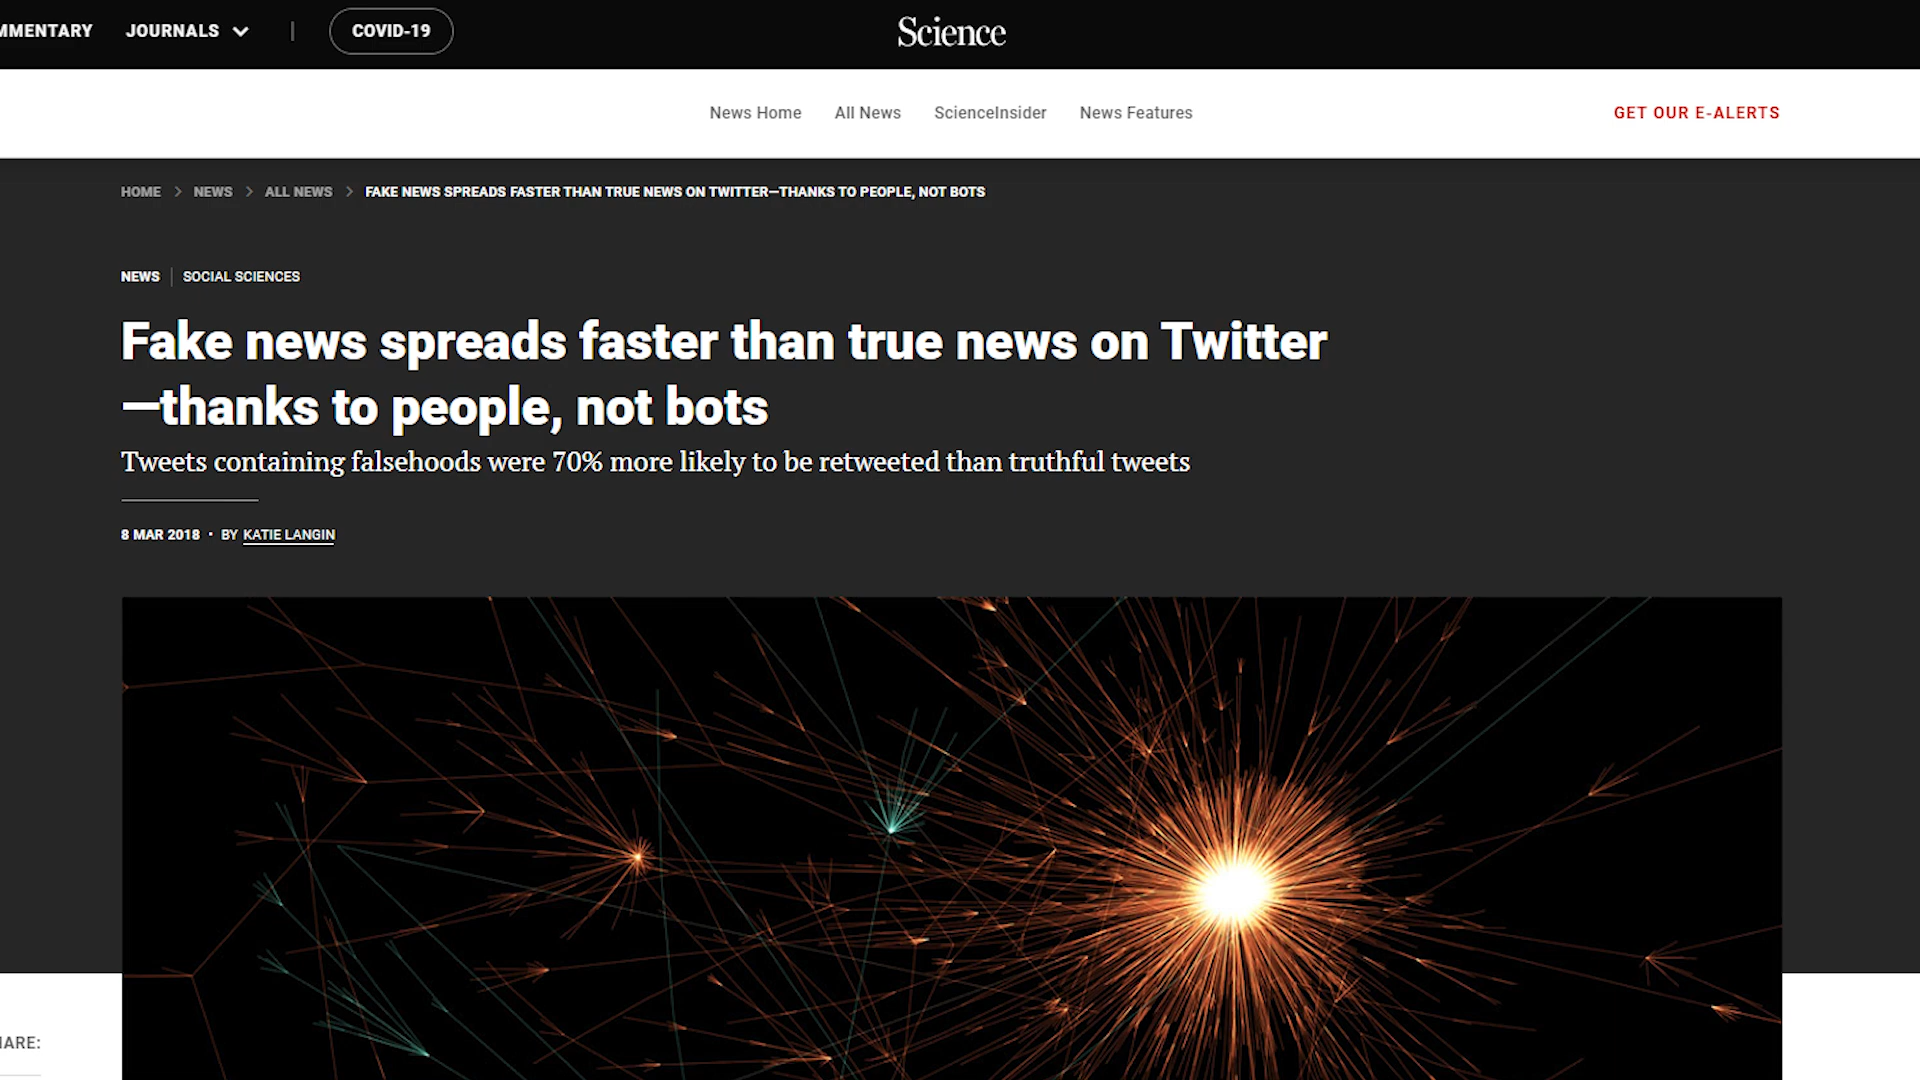 MMENTARY JOURNALS COVID-19 Science
News Home All News ScienceInsider News Features GET OUR E-ALERTS
HOME NEWS ALL NEWS FAKE NEWS SPREADS FASTER THAN TRUE NEWS ON TWITTER—THANKS TO PEOPLE, NOT BOTS
NEWS SOCIAL SCIENCES
Fake news spreads faster than true news on Twitter
—thanks to people, not bots
Tweets containing falsehoods were 70% more likely to be retweeted than truthful tweets
8 MAR 2018 · BY KATIE LANGIN
HARE: